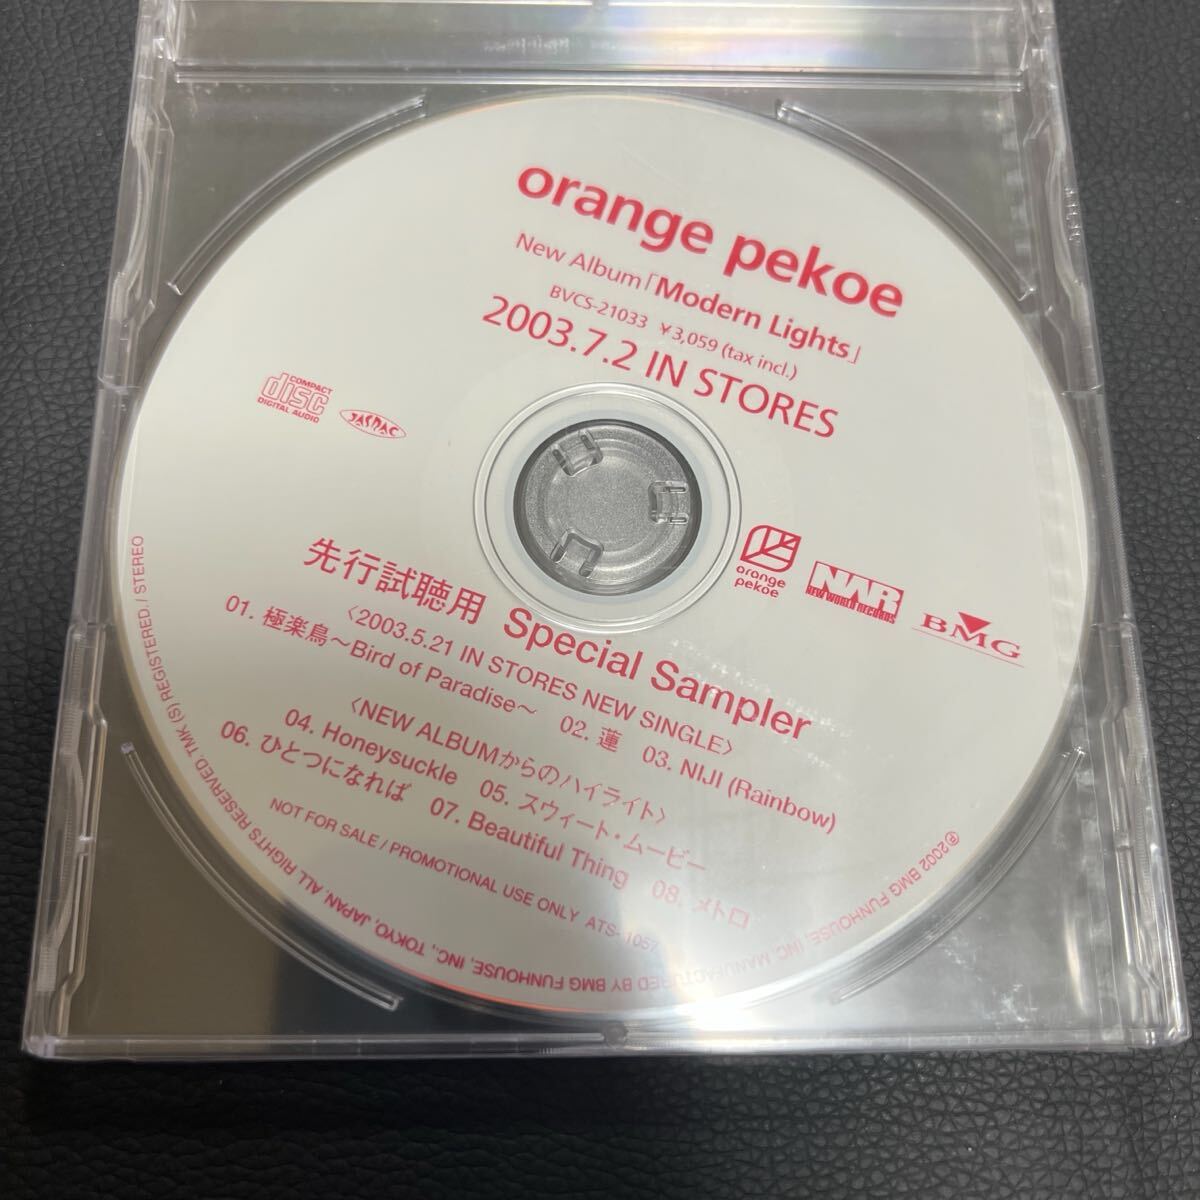 orange pekoe
New Album「Modern Lights」
BVCS-21033 ¥3,059 (tax incl.)
2003.7.2 IN STORES
COMPACT
disc
DIGITAL AUDIO
JASRAC
orange
pekoe
NAR
NEW WORLD RECORDS
BMG
先行試聴用 Special Sampler
〈2003.5.21 IN STORES NEW SINGLE〉
01. 極楽鳥〜Bird of Paradise〜 02. 蓮 03. NIJI (Rainbow)
〈NEW ALBUMからのハイライト〉
04. Honeysuckle 05. スウィート・ムービー
06. ひとつになれば 07. Beautiful Thing 08. メトロ
NOT FOR SALE / PROMOTIONAL USE ONLY ATS-1057
℗2002 BMG FUNHOUSE, INC. MANUFACTURED BY BMG FUNHOUSE, INC., TOKYO, JAPAN. ALL RIGHTS RESERVED. TMK (S) REGISTERED. / STEREO